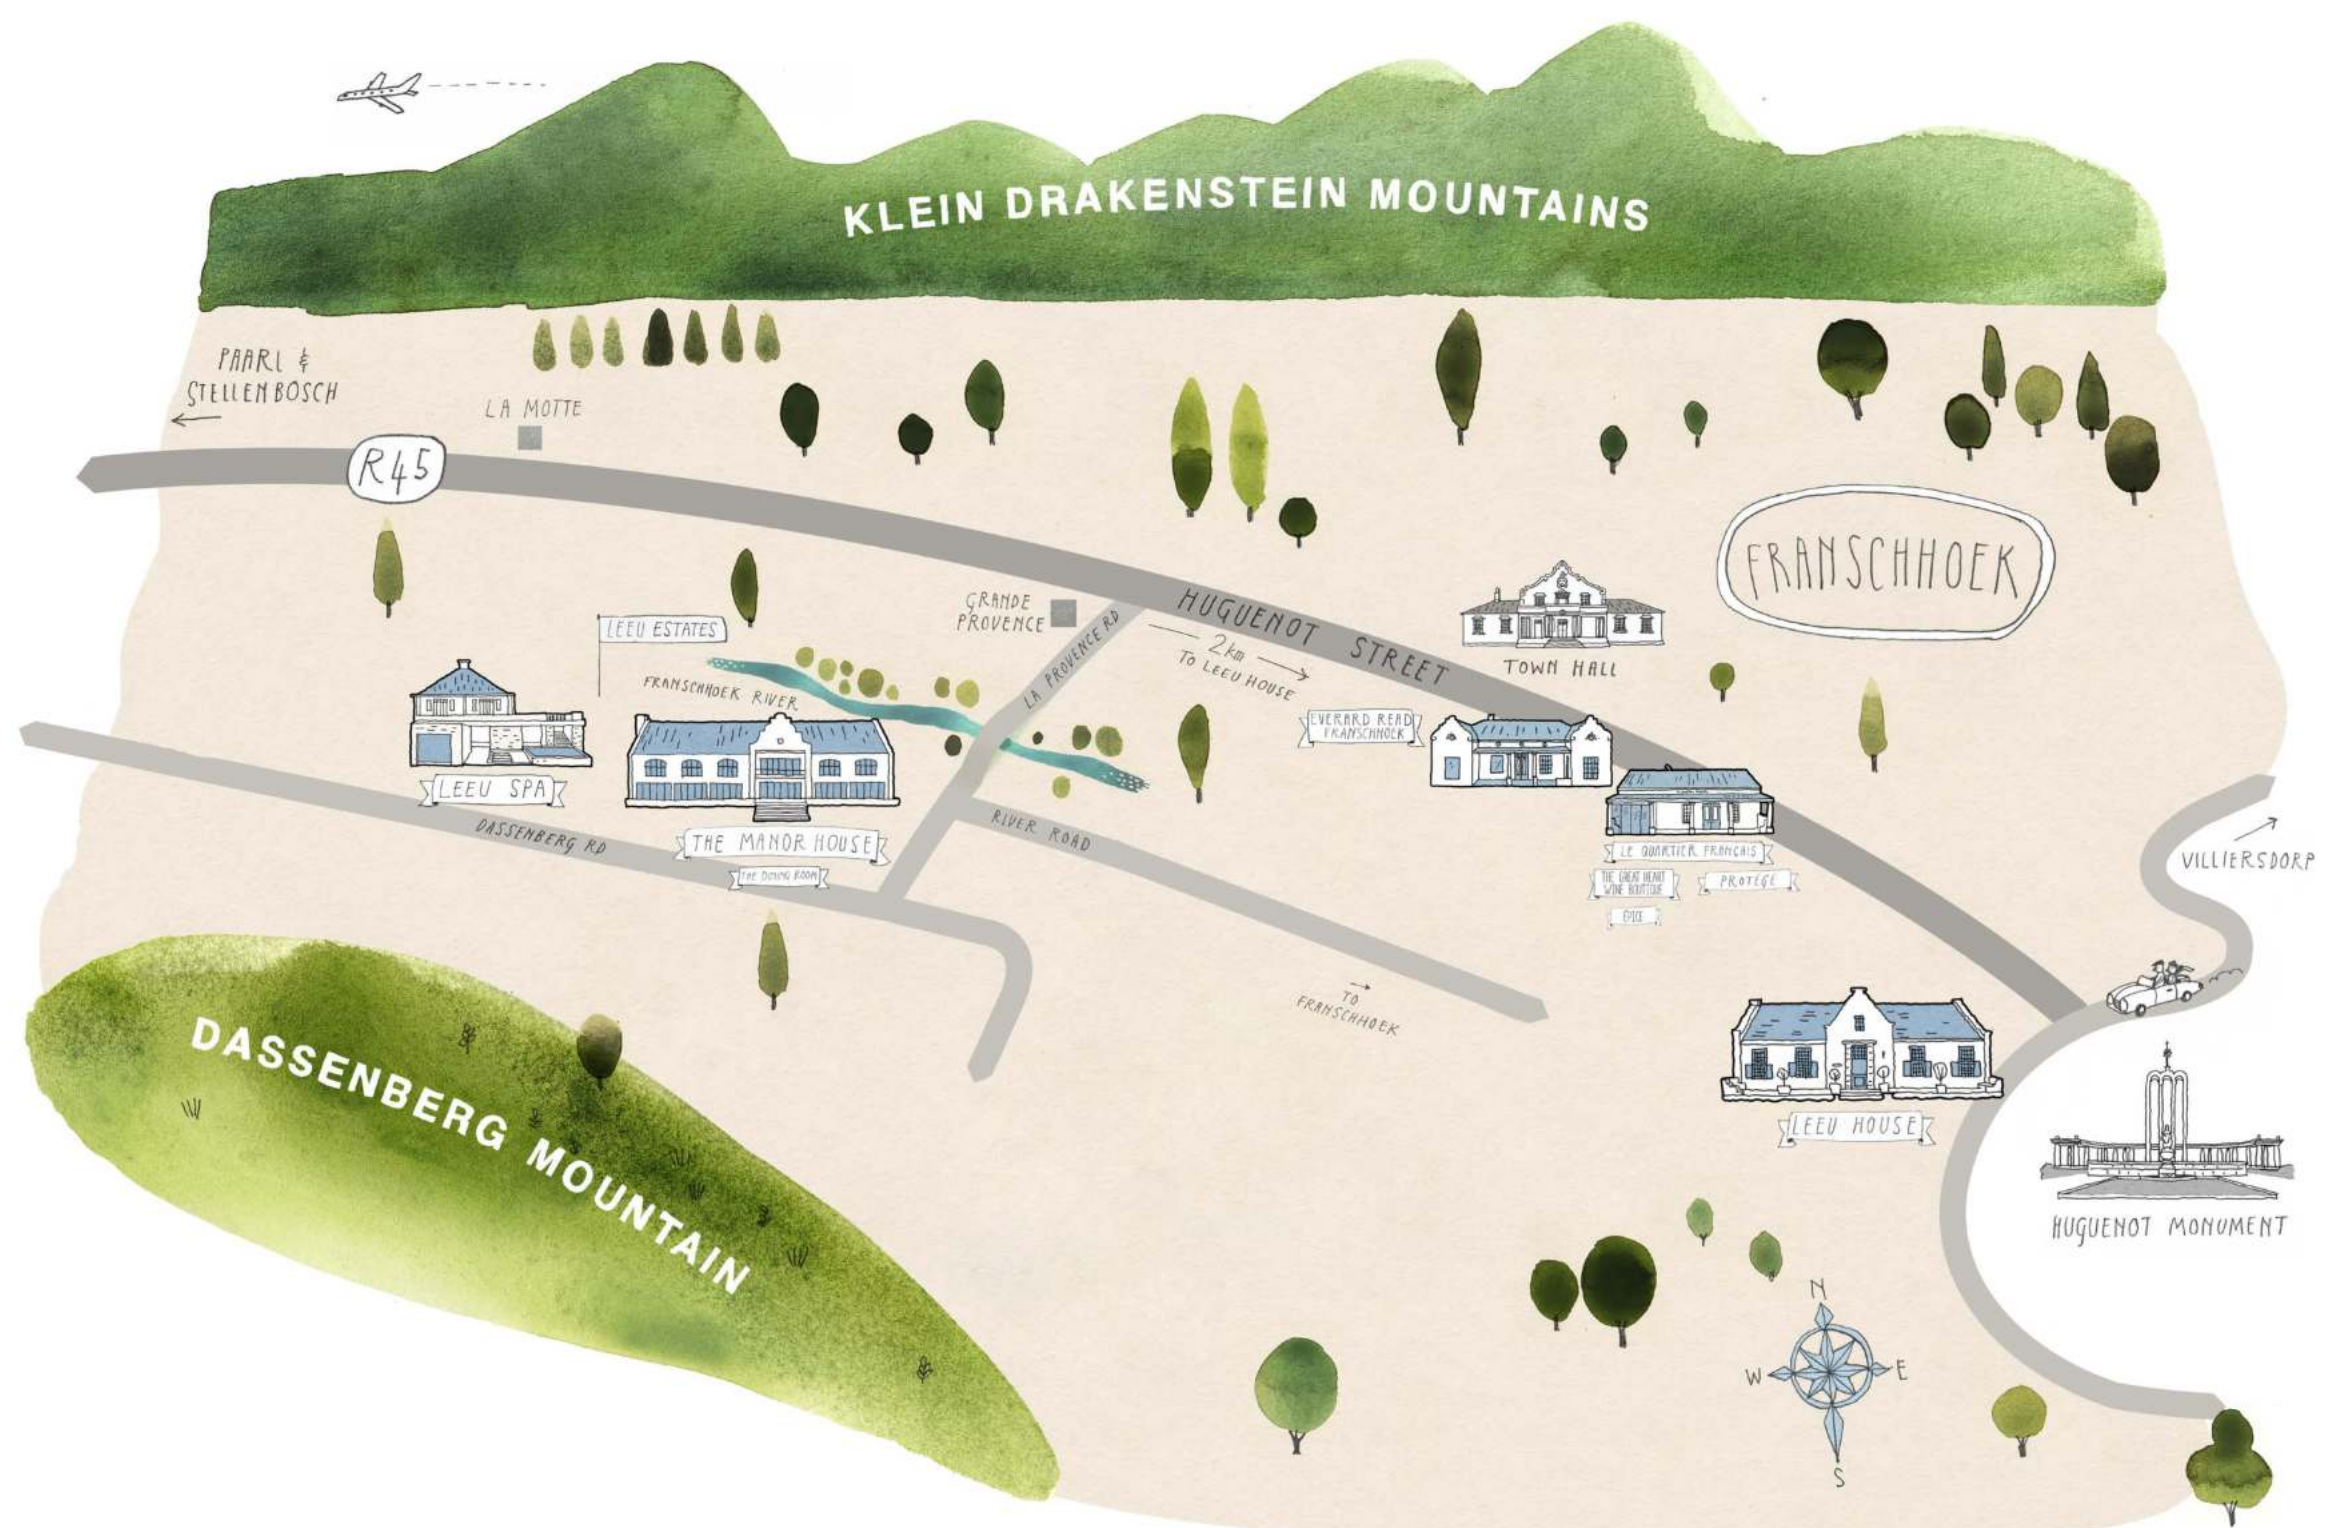 KLEIN DRAKENSTEIN MOUNTAINS
PAARL &
STELLENBOSCH
LA MOTTE
R45
FRANSCHHOEK
GRANDE
PROVENCE
HUGUENOT STREET
LA PROVENCE RD
2km
TO LEEU HOUSE
TOWN HALL
LEEU ESTATES
FRANSCHHOEK RIVER
EVERARD READ
FRANSCHHOEK
LEEU SPA
DASSENBERG RD
THE MANOR HOUSE
THE DINING ROOM
RIVER ROAD
LE QUARTIER FRANÇAIS
THE GREAT HEART
WINE BOUTIQUE
PROTÉGÉ
ÉPICE
VILLIERSDORP
TO
FRANSCHHOEK
DASSENBERG MOUNTAIN
LEEU HOUSE
HUGUENOT MONUMENT
N
W
E
S